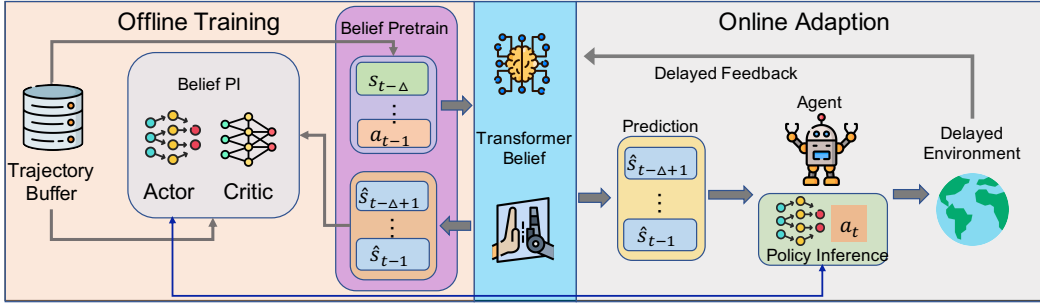 Offline Training
Belief Pretrain
Online Adaption
Belief PI
Actor
Critic
Trajectory
Buffer
s_{t−Δ}
⋮
a_{t−1}
ŝ_{t−Δ+1}
⋮
ŝ_{t−1}
Transformer
Belief
Delayed Feedback
Prediction
ŝ_{t−Δ+1}
⋮
ŝ_{t−1}
Agent
a_t
Policy Inference
Delayed
Environment